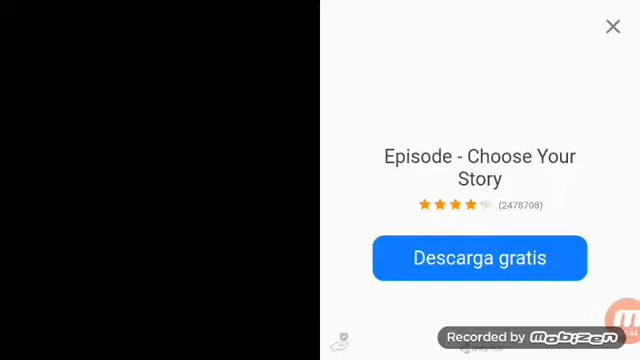 Episode - Choose Your
Story
(2478708)
Descarga gratis
Recorded by MOBIZEN